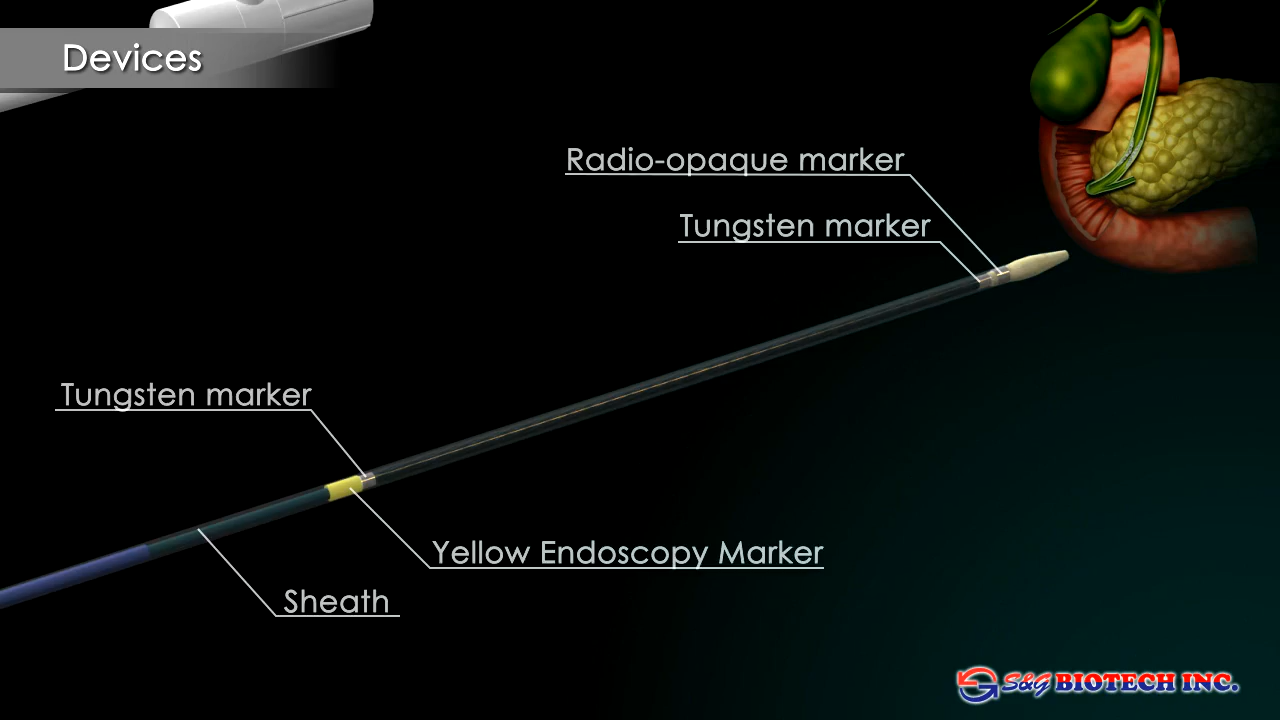 Devices
Radio-opaque marker
Tungsten marker
Tungsten marker
Yellow Endoscopy Marker
Sheath
S&G BIOTECH INC.